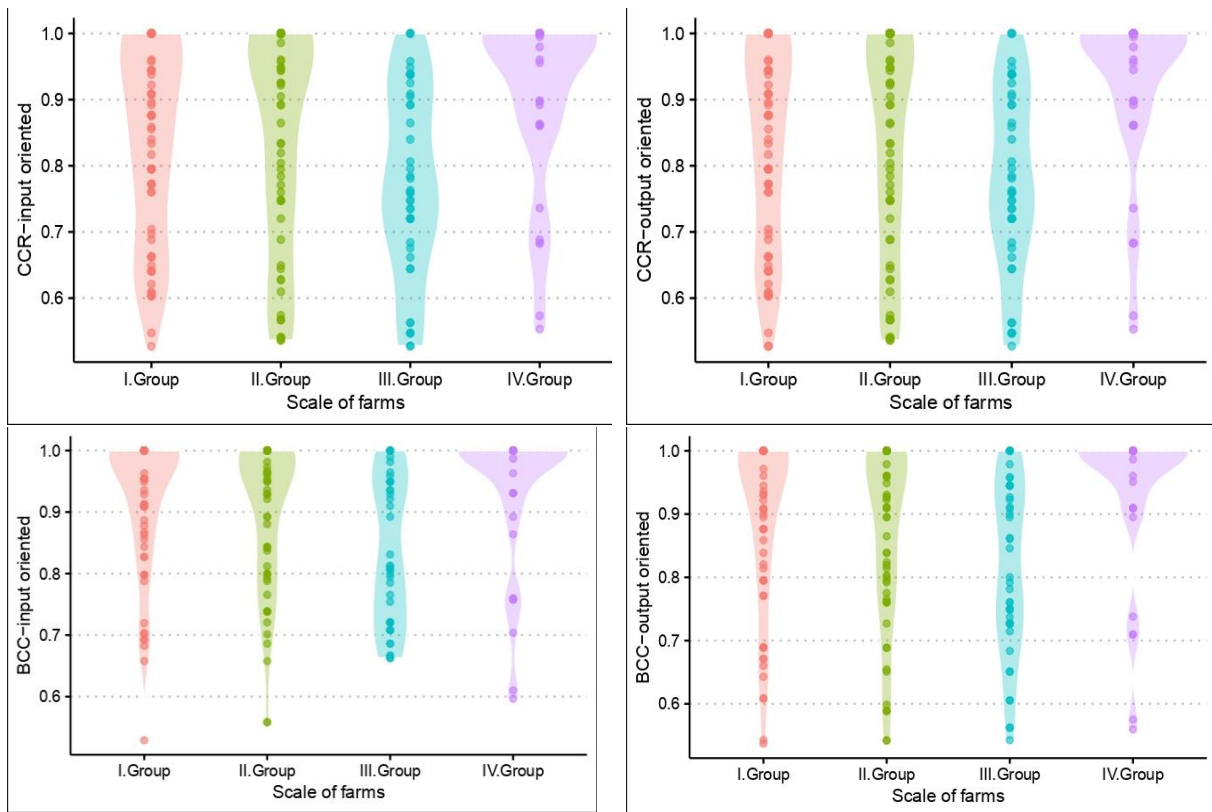 CCR−input oriented
1.0
0.9
0.8
0.7
0.6
I.Group II.Group III.Group IV.Group
Scale of farms
CCR−output oriented
1.0
0.9
0.8
0.7
0.6
I.Group II.Group III.Group IV.Group
Scale of farms
BCC−input oriented
1.0
0.9
0.8
0.7
0.6
I.Group II.Group III.Group IV.Group
Scale of farms
BCC−output oriented
1.0
0.9
0.8
0.7
0.6
I.Group II.Group III.Group IV.Group
Scale of farms